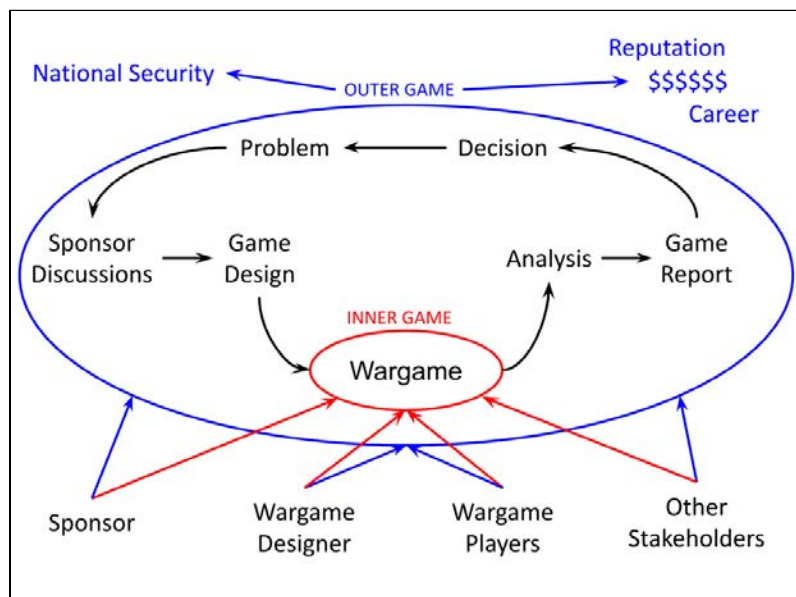 Reputation
National Security
$$$$$$
OUTER GAME
Career
Problem
Decision
Sponsor
Discussions
Game
Design
Analysis
Game
Report
INNER GAME
Wargame
Sponsor
Wargame
Designer
Wargame
Players
Other
Stakeholders